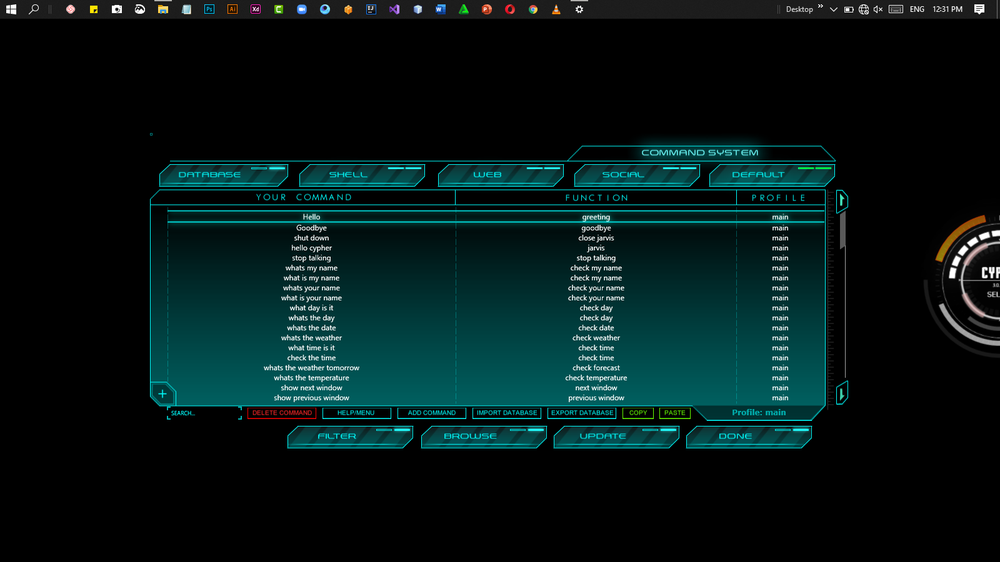 Ps Ai Xd C IJ W P Desktop » ENG 12:31 PM
COMMAND SYSTEM
DATABASE SHELL WEB SOCIAL DEFAULT
YOUR COMMAND FUNCTION PROFILE
Hello greeting main
Goodbye goodbye main
shut down close jarvis main
hello cypher jarvis main
stop talking stop talking main
whats my name check my name main
what is my name check my name main
whats your name check your name main
what is your name check your name main
what day is it check day main
whats the day check day main
whats the date check date main
whats the weather check weather main
what time is it check time main
check the time check time main
whats the weather tomorrow check forecast main
whats the temperature check temperature main
show next window next window main
show previous window previous window main
SEARCH... DELETE COMMAND HELP/MENU ADD COMMAND IMPORT DATABASE EXPORT DATABASE COPY PASTE Profile: main
FILTER BROWSE UPDATE DONE
CYP
3.0.
SEL